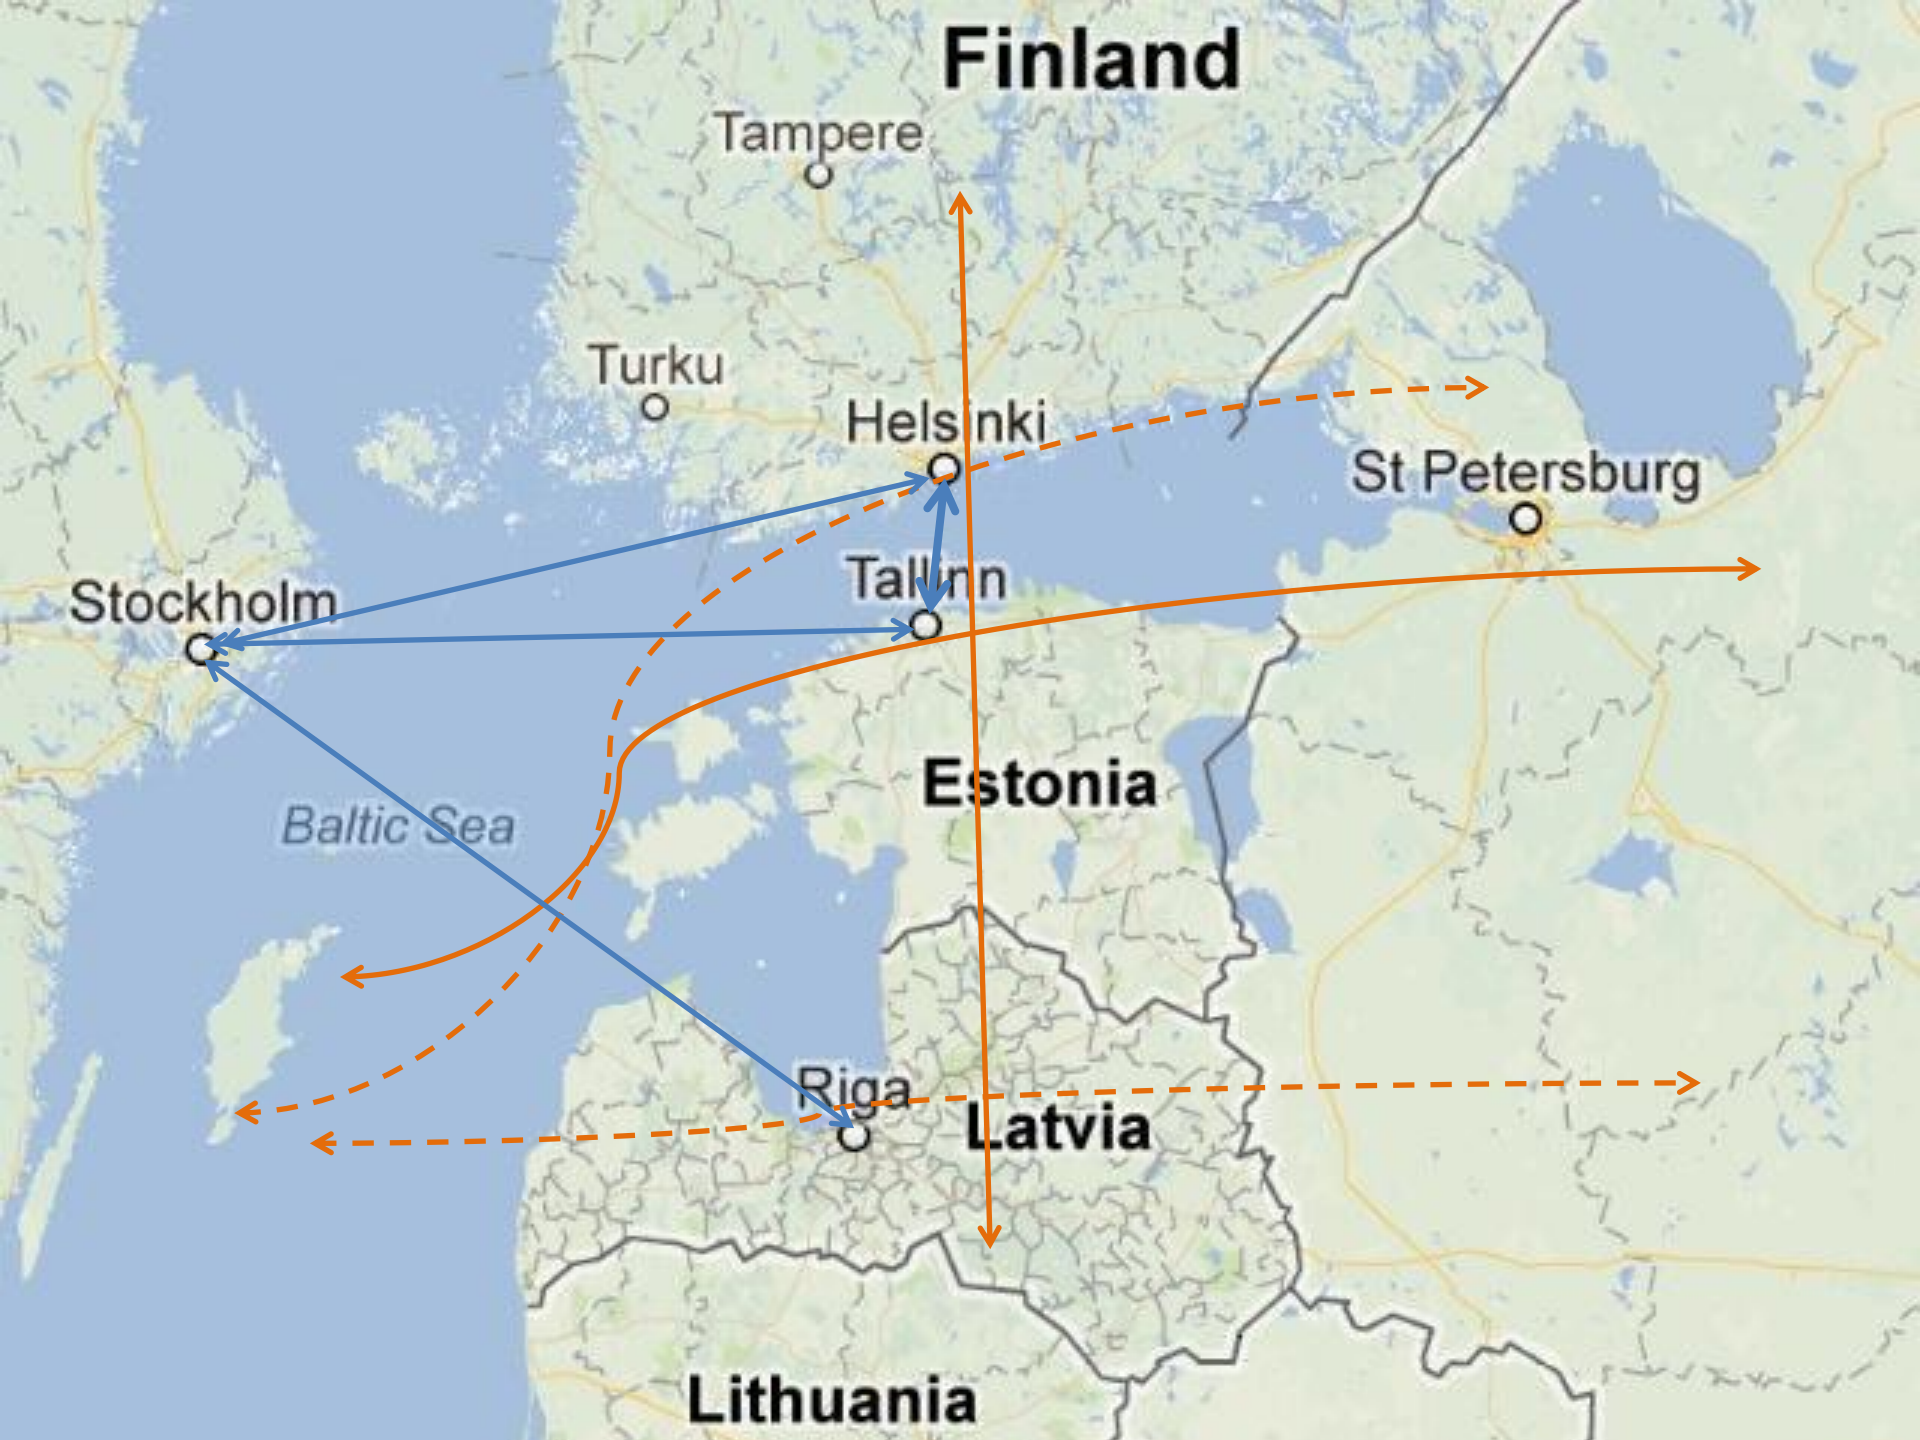 Finland
Tampere
Turku
Helsinki
St Petersburg
Tallinn
Stockholm
Estonia
Baltic Sea
Riga
Latvia
Lithuania